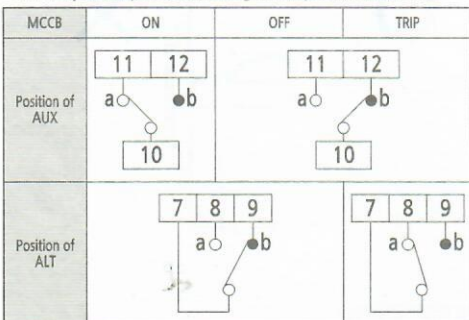 MCCB ON OFF TRIP
Position of AUX
11 12
a b
10
11 12
a b
10
Position of ALT
7 8 9
a b
7 8 9
a b